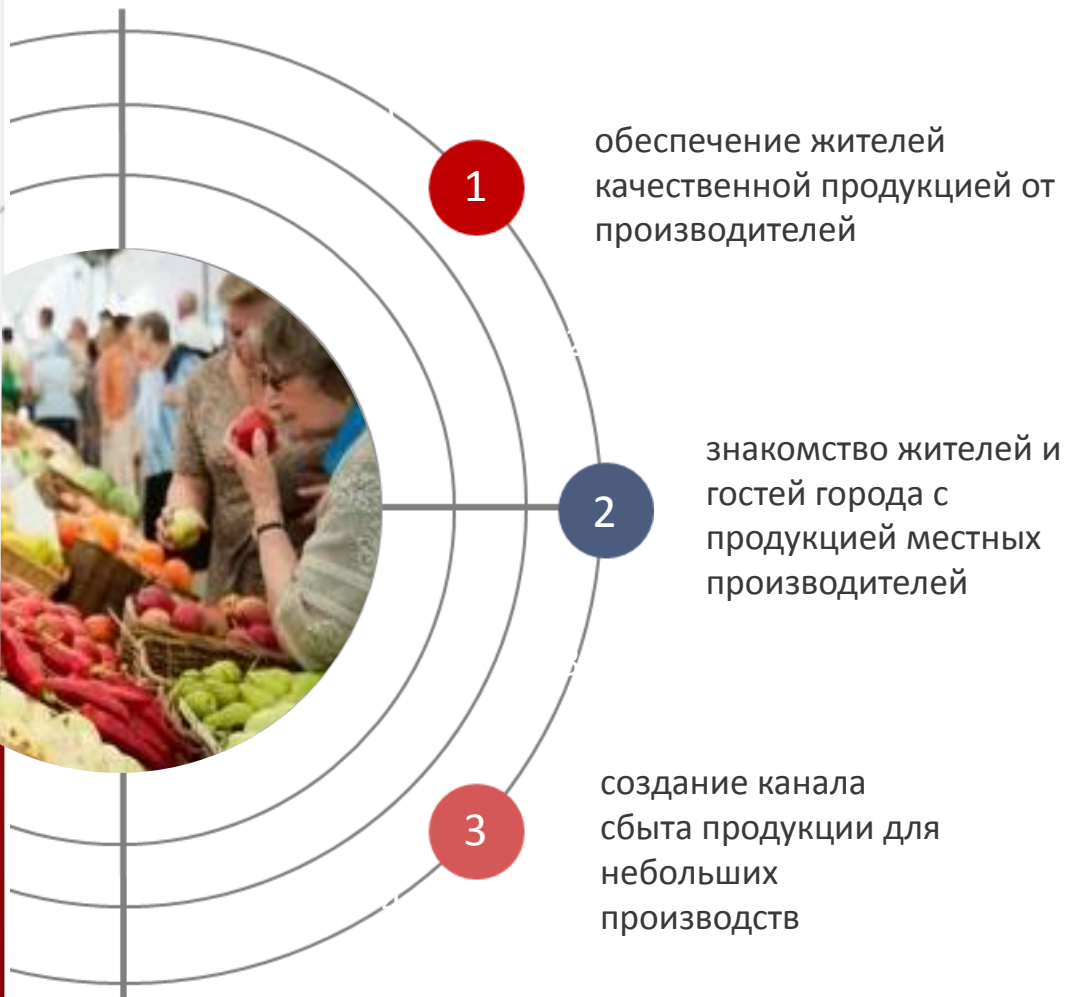 1
обеспечение жителей
качественной продукцией от
производителей
2
знакомство жителей и
гостей города с
продукцией местных
производителей
3
создание канала
сбыта продукции для
небольших
производств